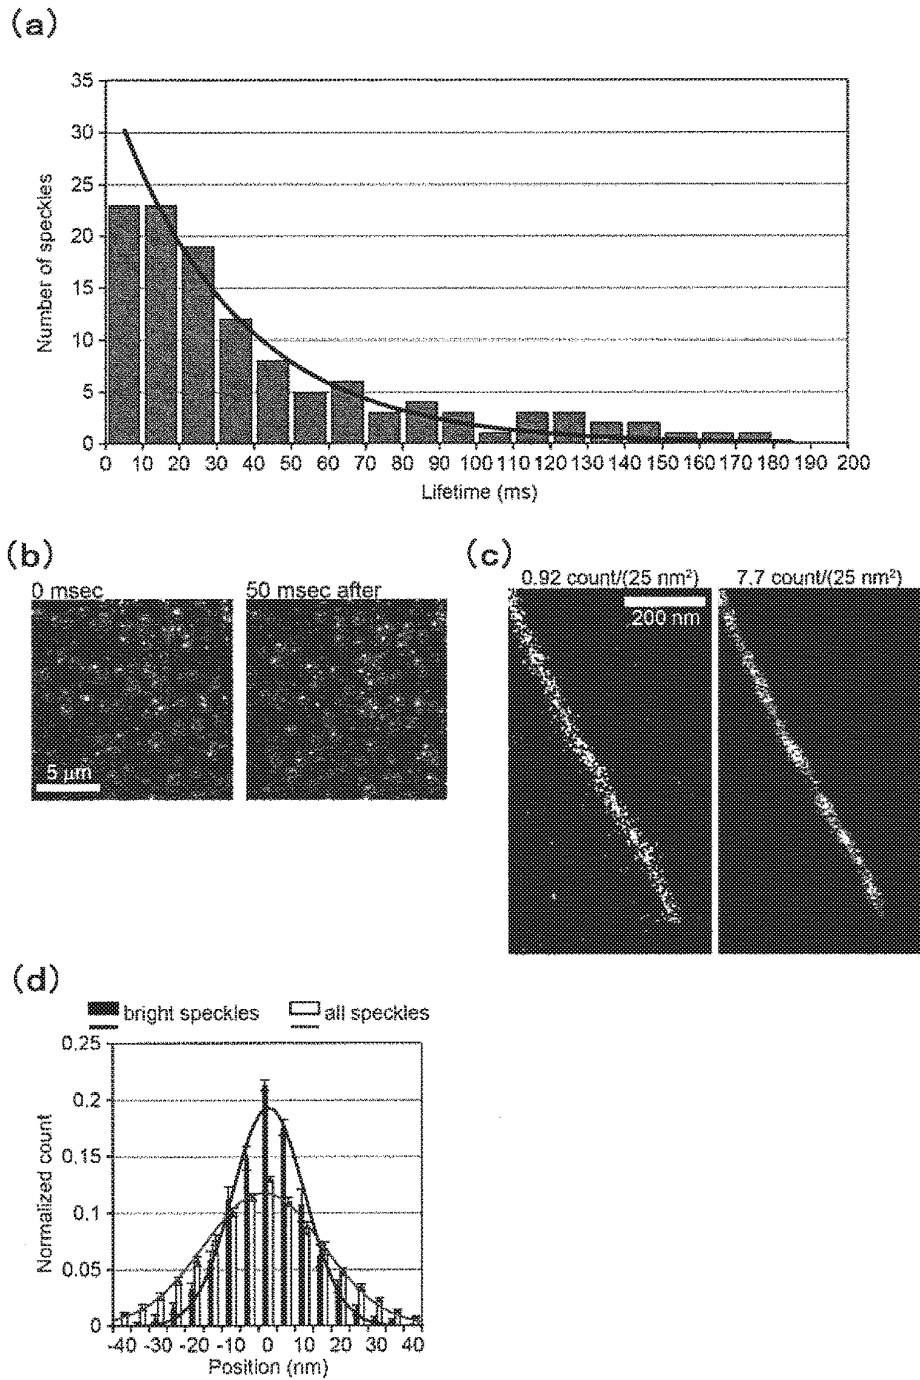 (a)
35
30
25
20
15
10
5
0
Number of speckles
0 10 20 30 40 50 60 70 80 90 100 110 120 130 140 150 160 170 180 190 200
Lifetime (ms)
(b)
0 msec
50 msec after
5 μm
(c)
0.92 count/(25 nm²)
7.7 count/(25 nm²)
200 nm
(d)
bright speckles
all speckles
0.25
0.2
0.15
0.1
0.05
0
Normalized count
-40 -30 -20 -10 0 10 20 30 40
Position (nm)